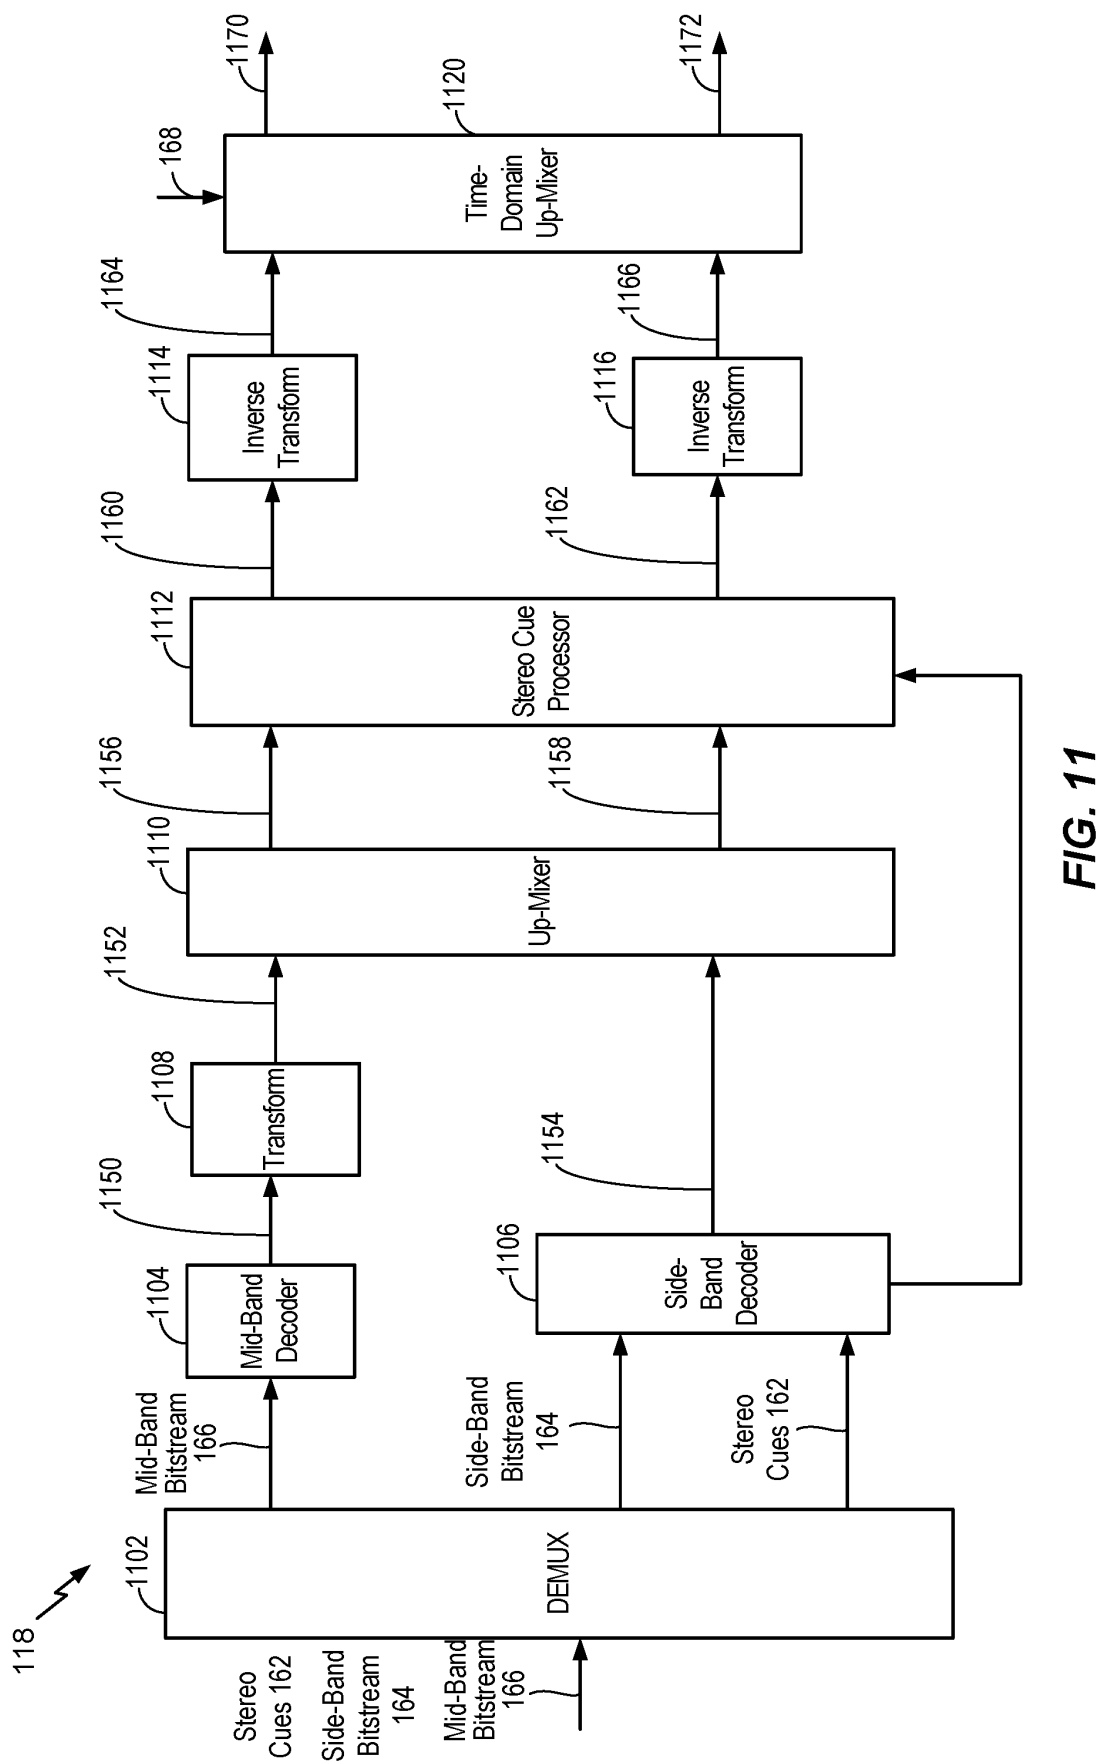 118
1102
DEMUX
Stereo
Cues 162
Side-Band
Bitstream
164
Mid-Band
Bitstream
166
Mid-Band
Bitstream
166
Side-Band
Bitstream
164
Stereo
Cues 162
1104
Mid-Band
Decoder
1106
Side-
Band
Decoder
1150
1108
Transform
1154
1152
1110
Up-Mixer
1156
1158
1112
Stereo Cue
Processor
1160
1162
1114
Inverse
Transform
1116
Inverse
Transform
1164
1166
168
Time-
Domain
Up-Mixer
1120
1170
1172
FIG. 11